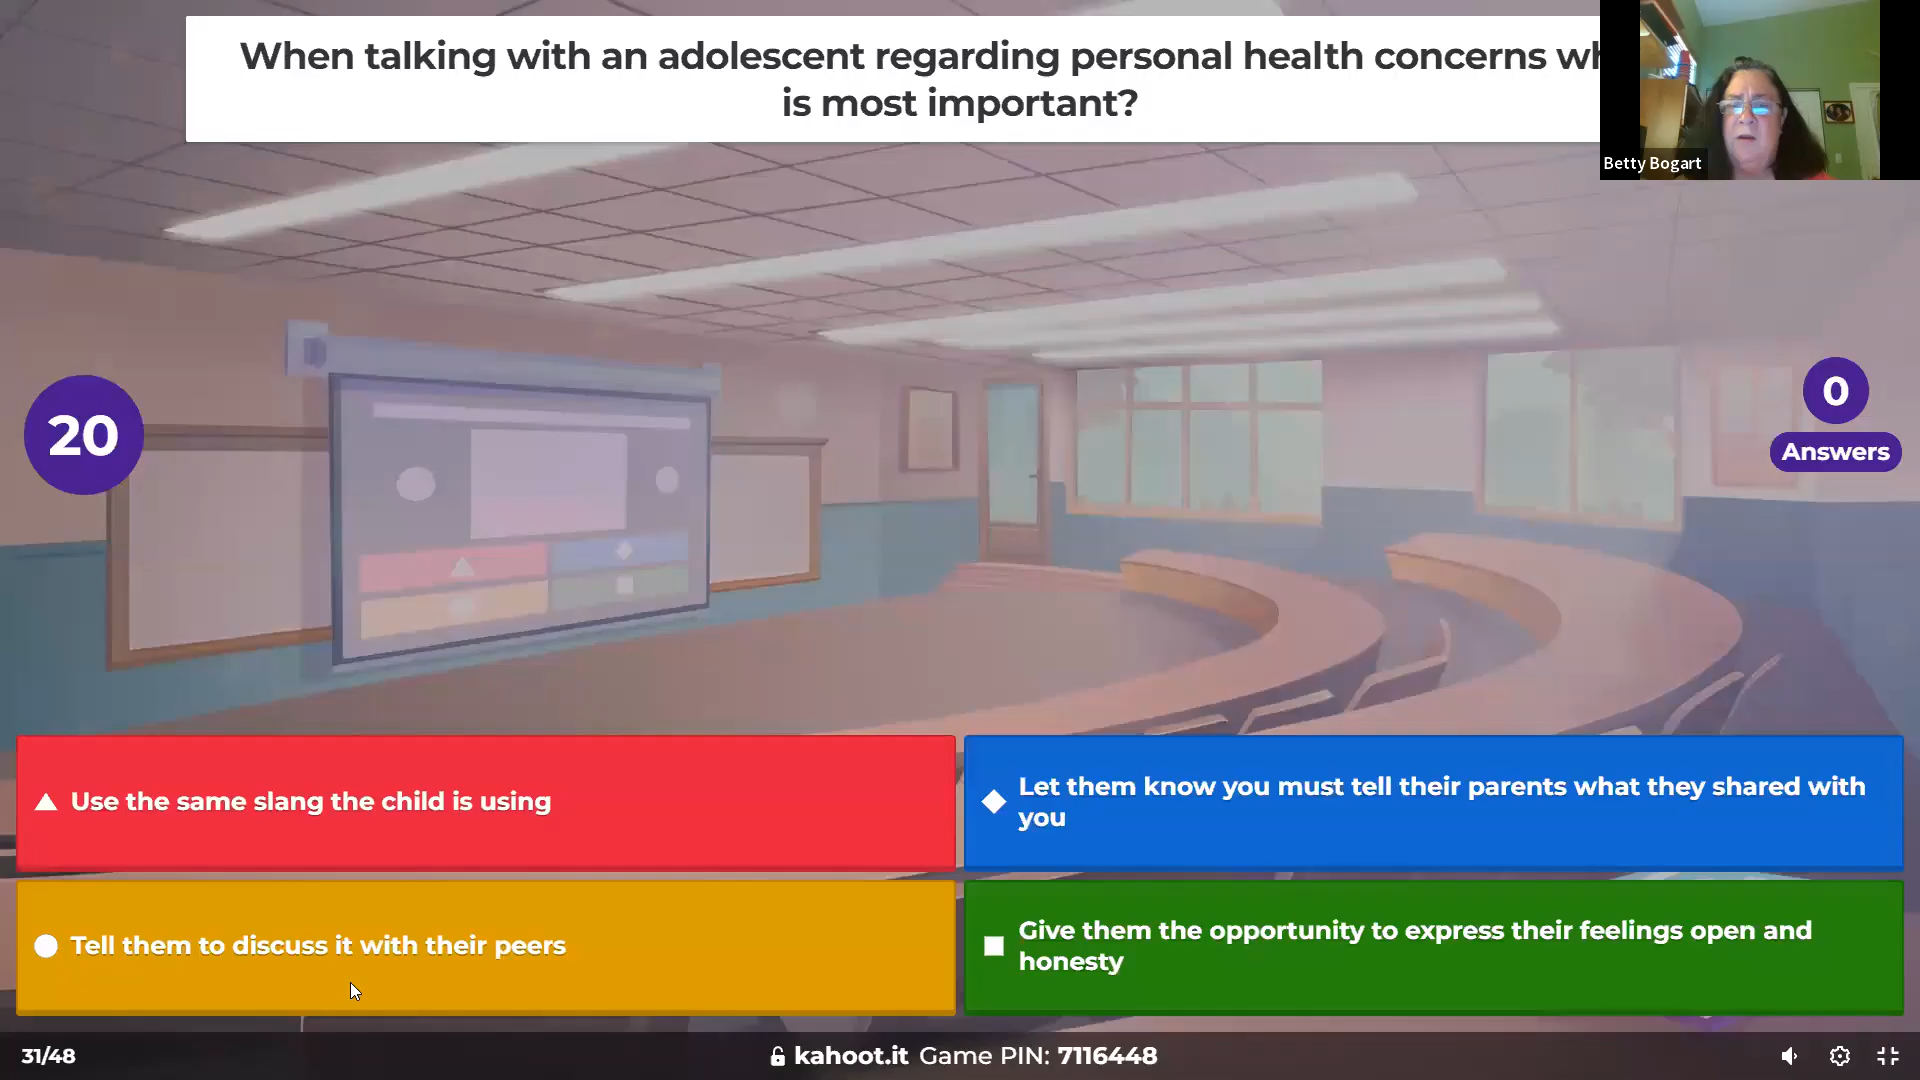 When talking with an adolescent regarding personal health concerns
is most important?
Betty Bogart
20
0
Answers
Use the same slang the child is using
Let them know you must tell their parents what they shared with
you
Tell them to discuss it with their peers
Give them the opportunity to express their feelings open and
honesty
31/48
kahoot.it Game PIN: 7116448